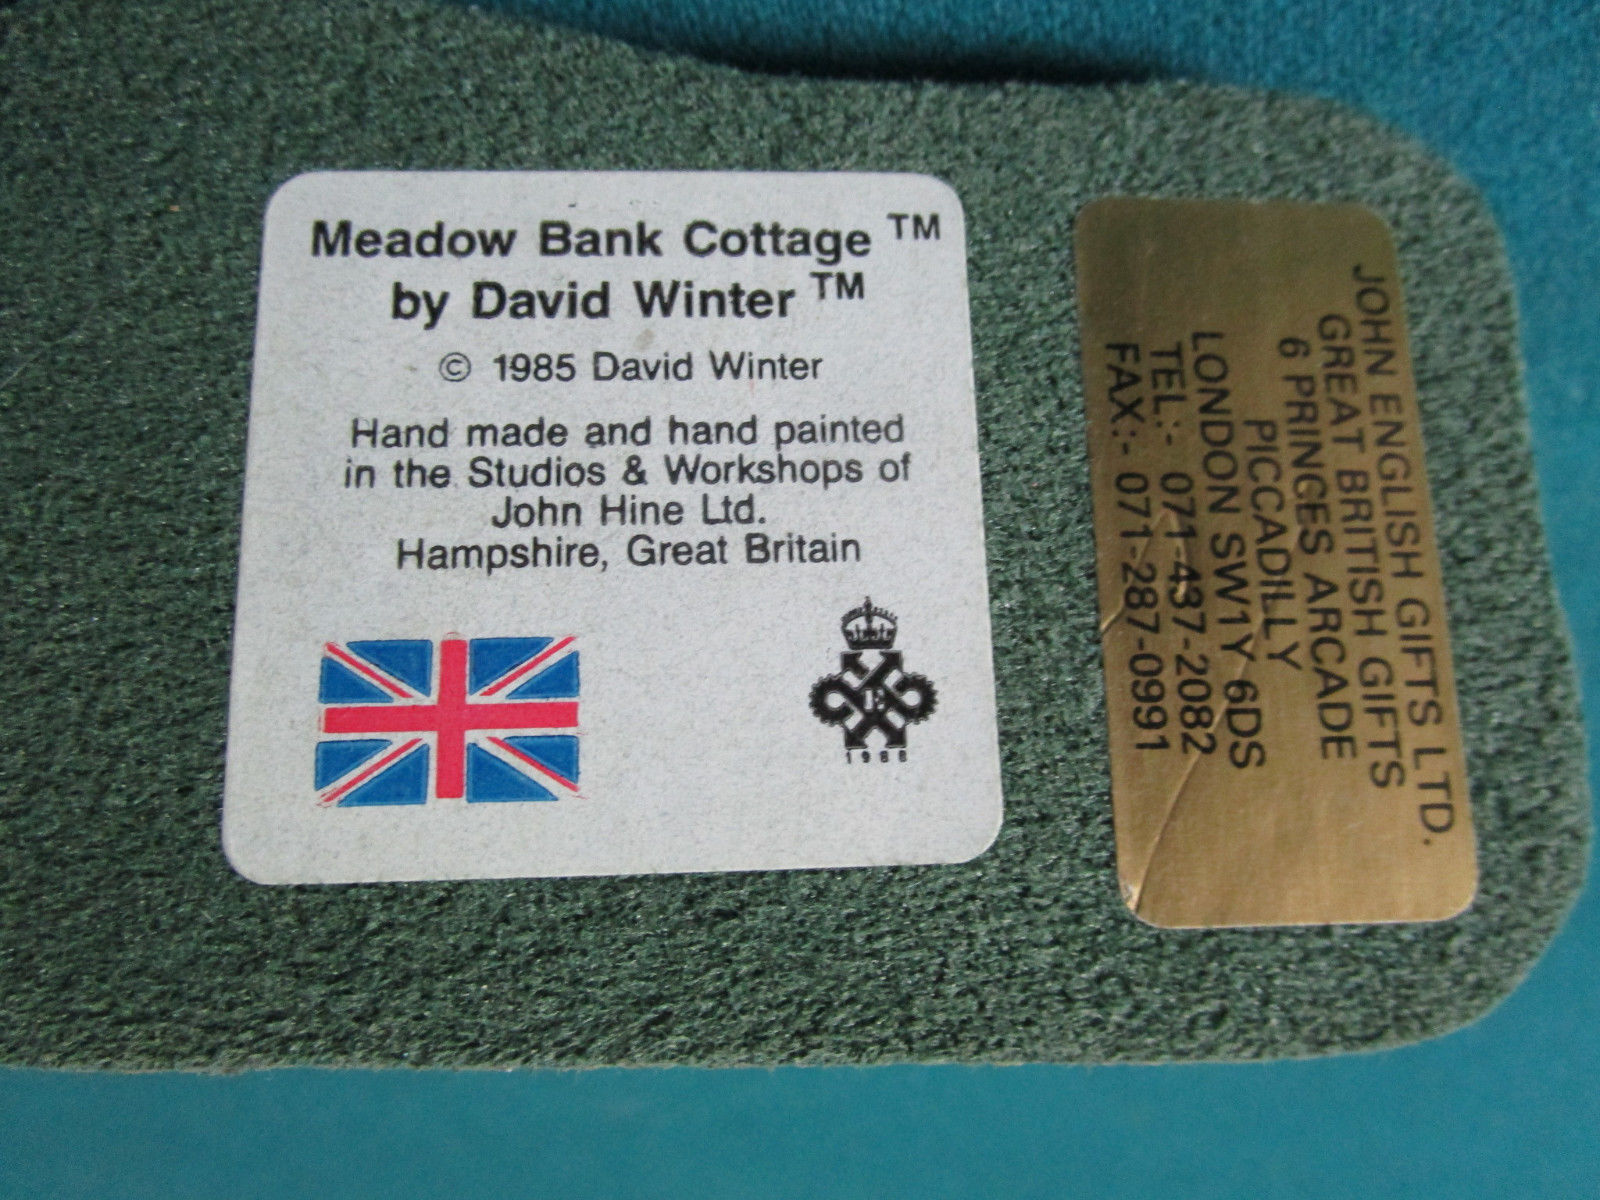 Meadow Bank Cottage ™
by David Winter ™
© 1985 David Winter
Hand made and hand painted
in the Studios & Workshops of
John Hine Ltd.
Hampshire, Great Britain
1988
JOHN ENGLISH GIFTS LTD.
GREAT BRITISH GIFTS
6 PRINCES ARCADE
PICCADILLY
LONDON SW1Y 6DS
TEL:- 071-437-2082
FAX:- 071-287-0991